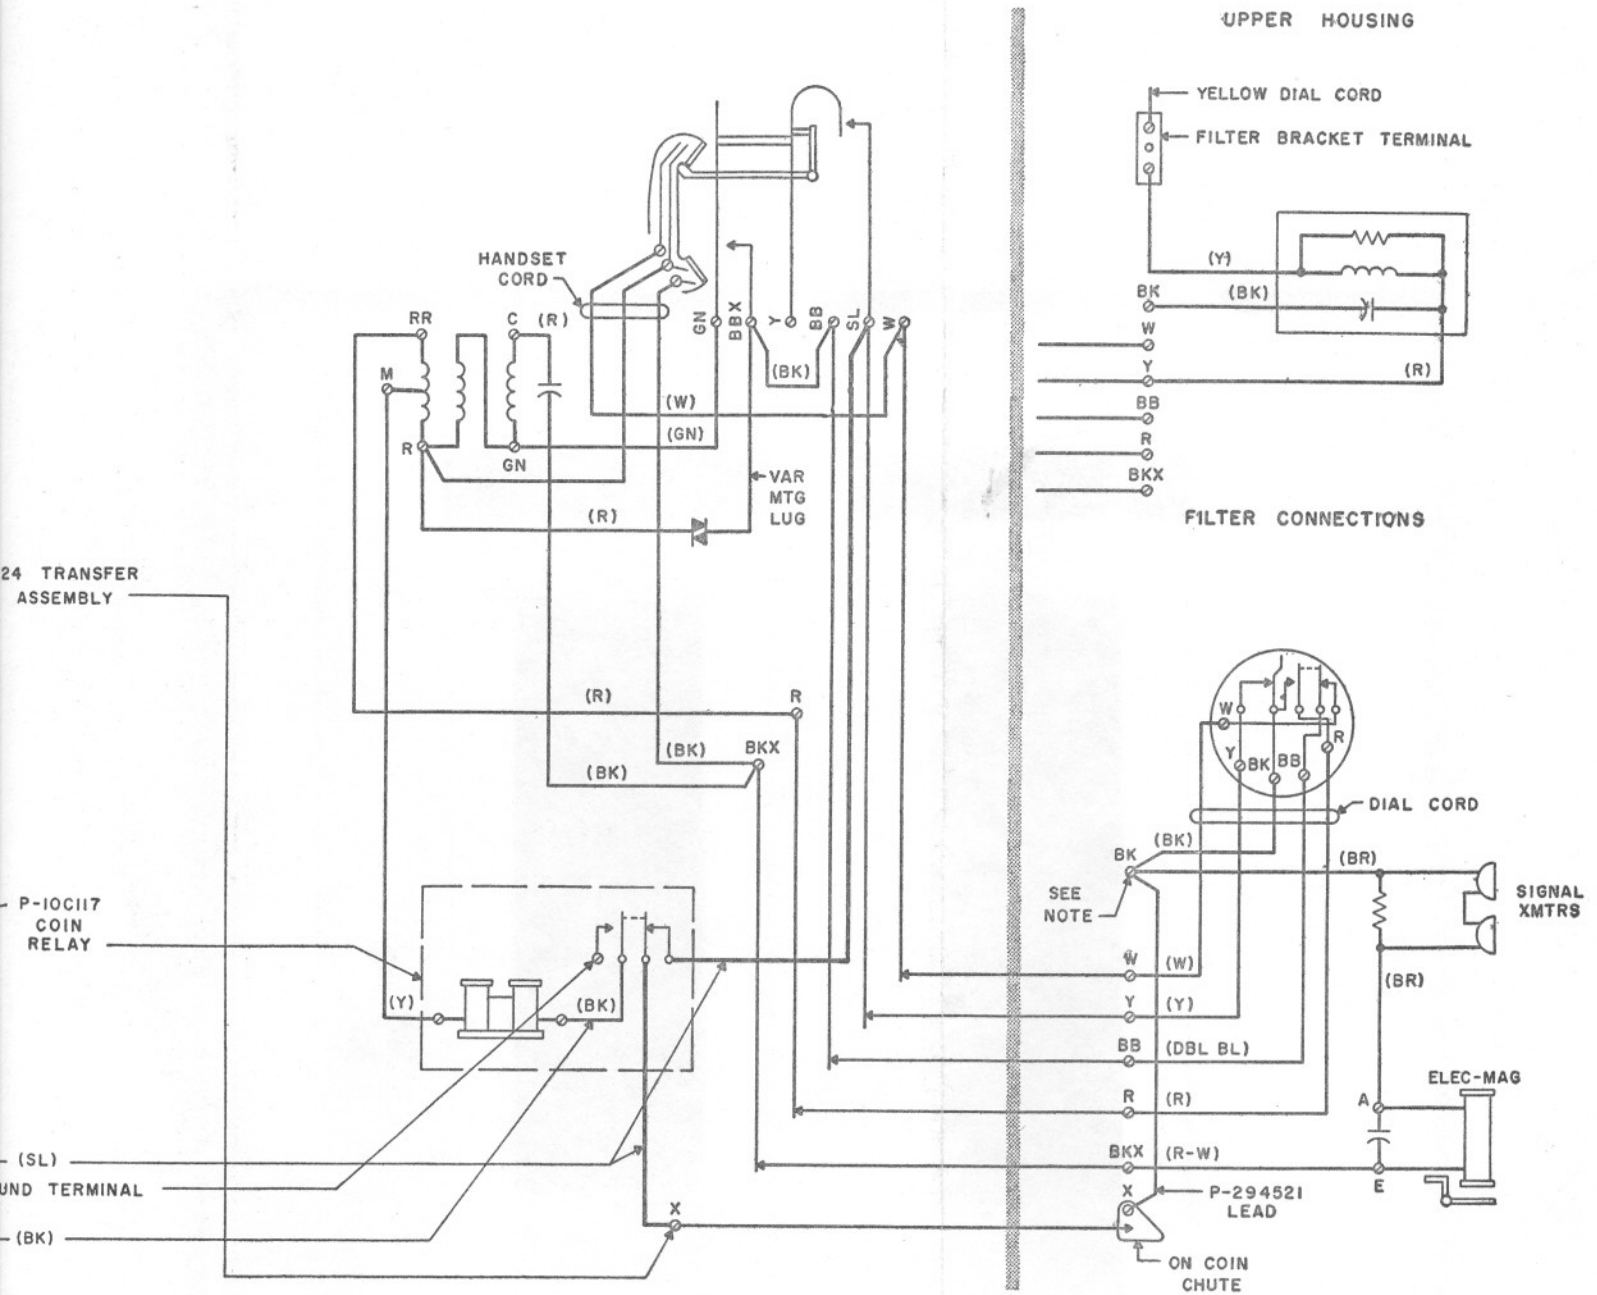 UPPER HOUSING
YELLOW DIAL CORD
FILTER BRACKET TERMINAL
(Y)
BK
(BK)
W
Y
(R)
BB
R
BKX
FILTER CONNECTIONS
HANDSET
CORD
RR
C
(R)
GN
BBX
Y
BB
SL
W
M
(BK)
(W)
(GN)
R
GN
(R)
VAR
MTG
LUG
24 TRANSFER
ASSEMBLY
(R)
R
(BK)
BKX
(BK)
P-10C117
COIN
RELAY
(Y)
(BK)
(SL)
UND TERMINAL
(BK)
X
W
Y
BK
BB
R
DIAL CORD
BK
(BK)
(BR)
SEE
NOTE
SIGNAL
XMTRS
W
(W)
(BR)
Y
(Y)
BB
(DBL BL)
ELEC-MAG
R
(R)
A
BKX
(R-W)
E
X
P-294521
LEAD
ON COIN
CHUTE